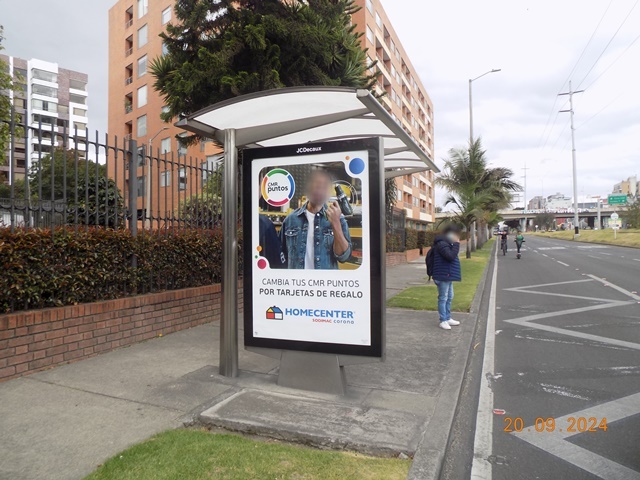 JCDecaux
CMR
puntos
CAMBIA TUS CMR PUNTOS
POR TARJETAS DE REGALO
HOMECENTER
SODIMAC corona
20.09.2024